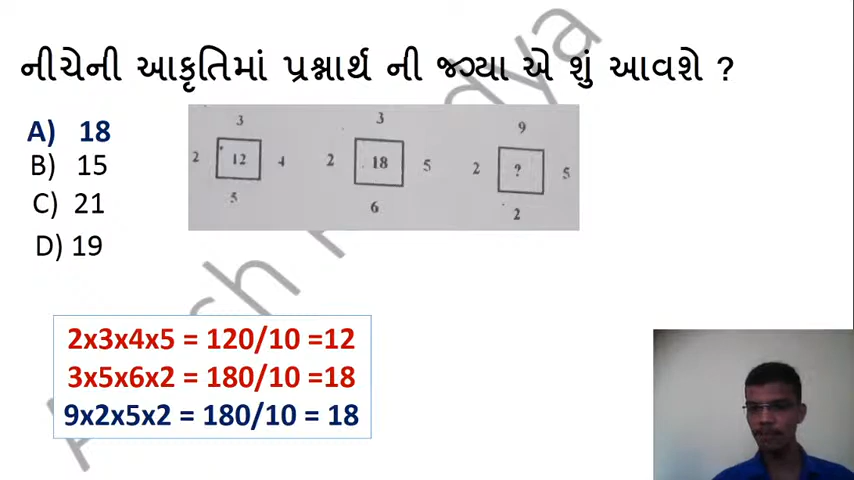 નીચેની આકૃતિમાં પ્રશ્નાર્થ ની જ્ગ્યા એ શું આવશે ?
A) 18
B) 15
C) 21
D) 19
3 3 9
2 12 4 2 18 5 2 ? 5
5 6 2
2x3x4x5 = 120/10 =12
3x5x6x2 = 180/10 =18
9x2x5x2 = 180/10 = 18